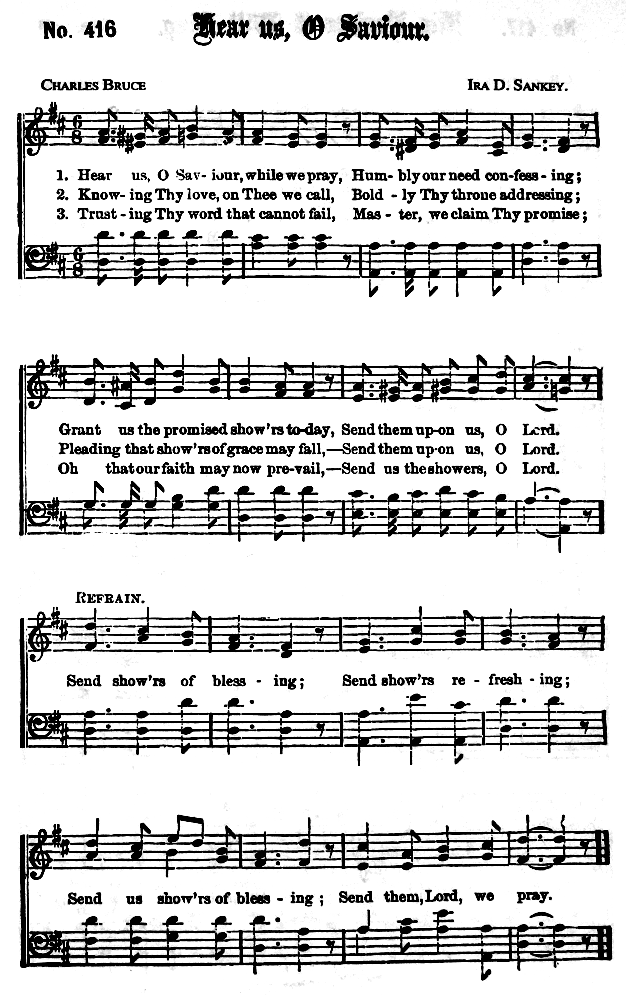 No. 416
Hear us, O Saviour.
CHARLES BRUCE
IRA D. SANKEY.
1. Hear us, O Sav- iour, while we pray, Hum- bly our need con-fess- ing;
2. Know- ing Thy love, on Thee we call, Bold - ly Thy throne addressing;
3. Trust - ing Thy word that cannot fail, Mas - ter, we claim Thy promise;
Grant us the promised show'rs to-day, Send them up-on us, O Lord.
Pleading that show'rs of grace may fall,—Send them up-on us, O Lord.
Oh that our faith may now pre-vail,—Send us the showers, O Lord.
REFRAIN.
Send show'rs of bless - ing; Send show'rs re - fresh - ing;
Send us show'rs of bless - ing; Send them, Lord, we pray.